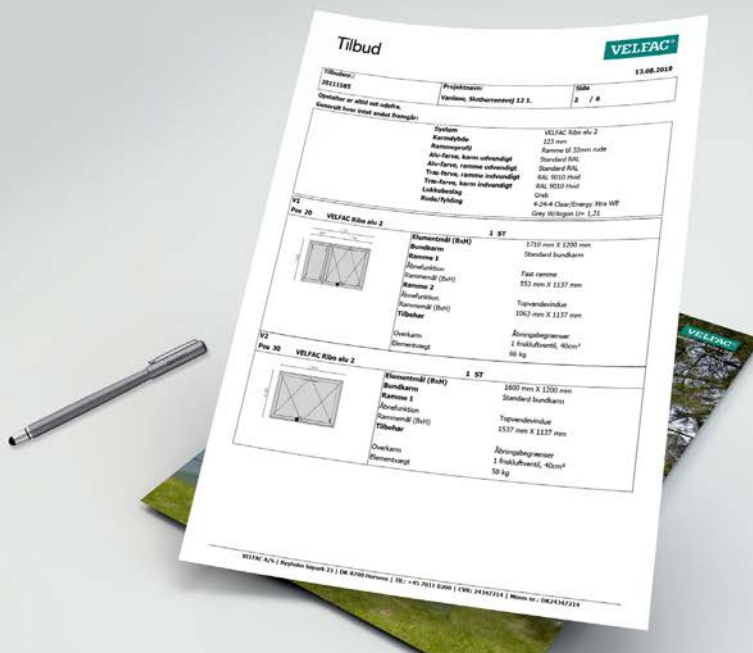 Tilbud
VELFAC®
13.08.2019
Tilbudsnr.: Projektnavn: Side
20111585 Vanløse, Slotherrensvej 12 1. 2 / 6
Opstalter er altid set udefra.
Generelt hvor intet andet fremgår:
System VELFAC Ribo alu 2
Karmdybde 123 mm
Rammeprofil Ramme til 32mm rude
Alu-farve, karm udvendigt Standard RAL
Alu-farve, ramme udvendigt Standard RAL
Træ-farve, ramme indvendigt RAL 9010 Hvid
Træ-farve, karm indvendigt RAL 9010 Hvid
Lukkebeslag Greb
Rude/fylding 4-24-4 Clear/Energy Xtra WE
Grey W/Argon U= 1,21
V1
Pos 20 VELFAC Ribo alu 2 1 ST
Elementmål (BxH) 1710 mm X 1200 mm
Bundkarm Standard bundkarm
Ramme 1
Åbnefunktion Fast ramme
Rammemål (BxH) 553 mm X 1137 mm
Ramme 2
Åbnefunktion Topvendevindue
Rammemål (BxH) 1063 mm X 1137 mm
Tilbehør
Åbningsbegrænser
Overkarm 1 friskluftventil, 40cm²
Elementvægt 66 kg
V2
Pos 30 VELFAC Ribo alu 2 1 ST
Elementmål (BxH) 1600 mm X 1200 mm
Bundkarm Standard bundkarm
Ramme 1
Åbnefunktion Topvendevindue
Rammemål (BxH) 1537 mm X 1137 mm
Tilbehør
Åbningsbegrænser
Overkarm 1 friskluftventil, 40cm²
Elementvægt 58 kg
VELFAC A/S | Bygholm Søpark 23 | DK-8700 Horsens | Tlf.: +45 7011 0200 | CVR: 24347214 | Moms nr.: DK24347214
VELFAC®